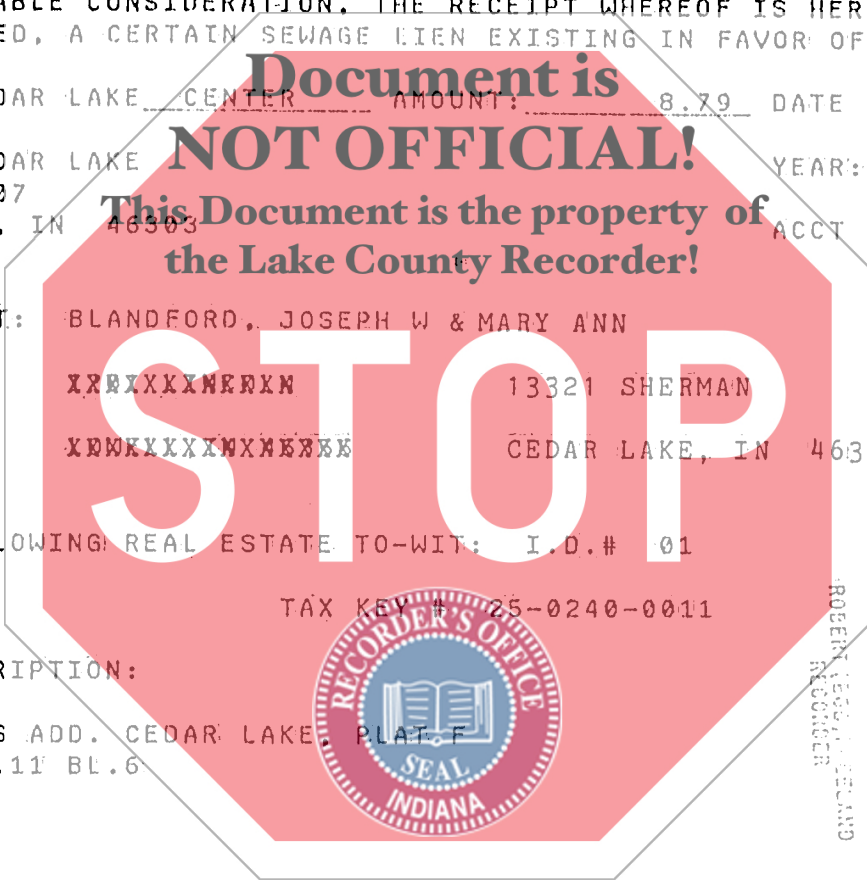 ABLE CONSIDERATION, THE RECEIPT WHEREOF IS HER
ED, A CERTAIN SEWAGE LIEN EXISTING IN FAVOR OF
Document is
DAR LAKE CENTER AMOUNT: 8.79 DATE
NOT OFFICIAL!
DAR LAKE YEAR:
07
This Document is the property of
IN 46303 ACCT
the Lake County Recorder!
: BLANDFORD, JOSEPH W & MARY ANN
STOP
13321 SHERMAN
CEDAR LAKE, IN 463
LOWING REAL ESTATE TO-WIT: I.D.# 01
TAX KEY # 25-0240-0011
RIPTION:
S ADD. CEDAR LAKE, PLAT F
.11 BL.6
RECORDER'S OFFICE
SEAL
INDIANA
RECORDER